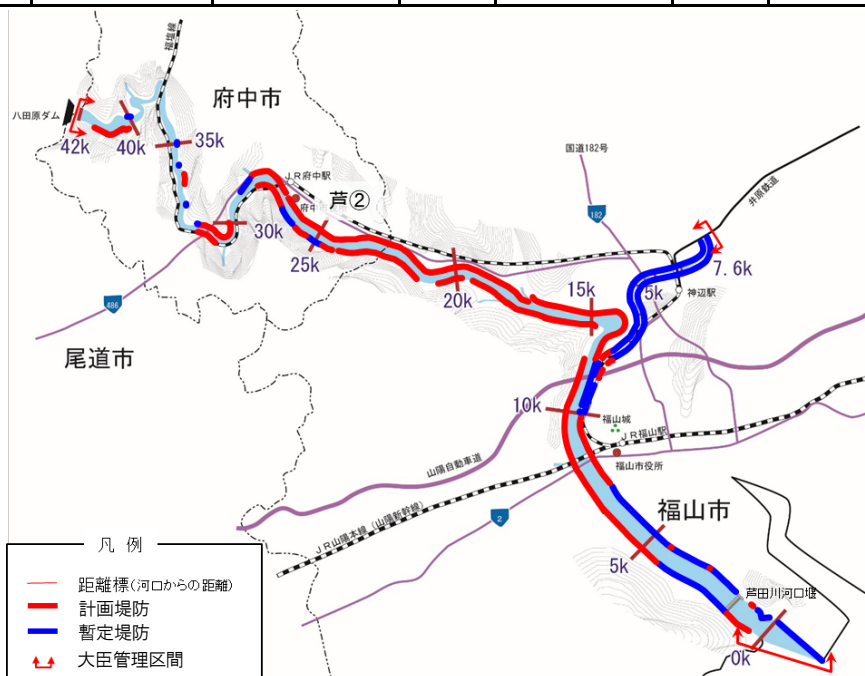 福塩線
府中市
八田原ダム
42k
40k
35k
JR府中駅
府中
芦②
国道182号
182
井原鉄道
30k
25k
7.6k
5k
神辺駅
20k
15k
486
尾道市
10k
福山城
JR福山駅
福山市役所
山陽自動車道
JR山陽本線(山陽新幹線)
2
福山市
5k
芦田川河口堰
0k
凡 例
距離標(河口からの距離)
計画堤防
暫定堤防
大臣管理区間